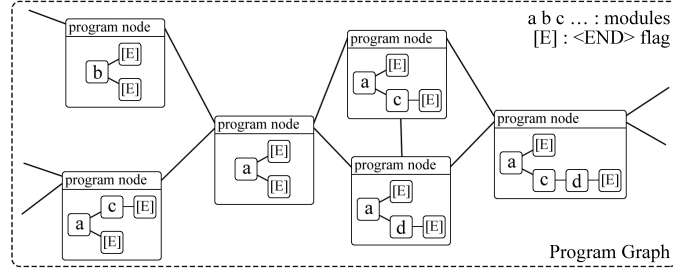 a b c ... : modules
[E] : <END> flag
program node
[E]
b
[E]
program node
a
[E]
c
[E]
program node
a
[E]
[E]
program node
a
[E]
c
d
[E]
program node
a
[E]
d
[E]
program node
c
[E]
a
[E]
Program Graph